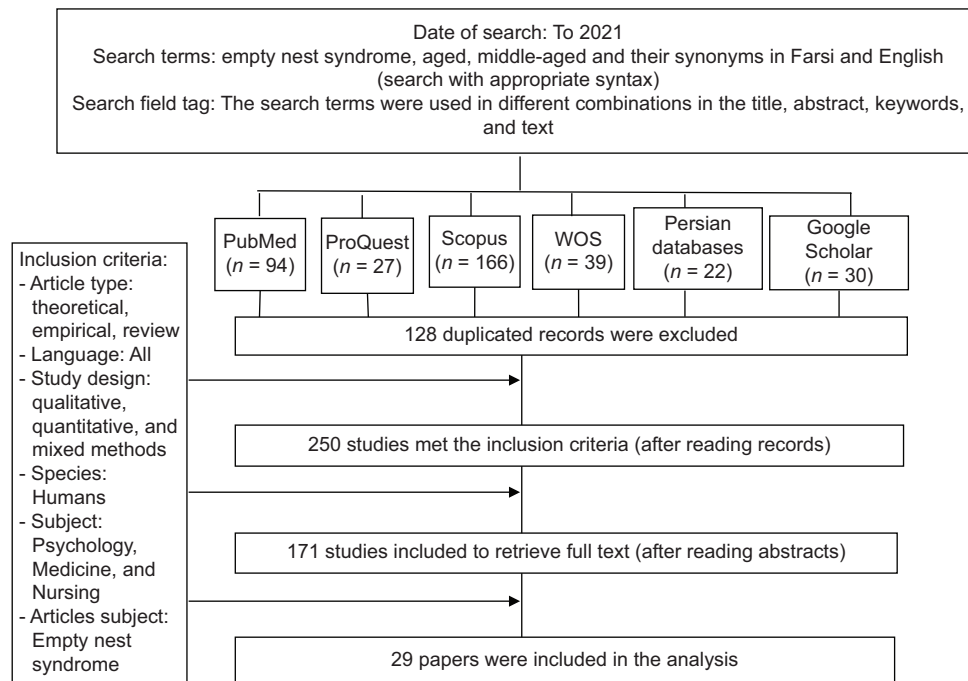 Date of search: To 2021
Search terms: empty nest syndrome, aged, middle-aged and their synonyms in Farsi and English
(search with appropriate syntax)
Search field tag: The search terms were used in different combinations in the title, abstract, keywords,
and text
PubMed
(n = 94)
ProQuest
(n = 27)
Scopus
(n = 166)
WOS
(n = 39)
Persian
databases
(n = 22)
Google
Scholar
(n = 30)
Inclusion criteria:
- Article type:
theoretical,
empirical, review
- Language: All
- Study design:
qualitative,
quantitative, and
mixed methods
- Species:
Humans
- Subject:
Psychology,
Medicine, and
Nursing
- Articles subject:
Empty nest
syndrome
128 duplicated records were excluded
250 studies met the inclusion criteria (after reading records)
171 studies included to retrieve full text (after reading abstracts)
29 papers were included in the analysis